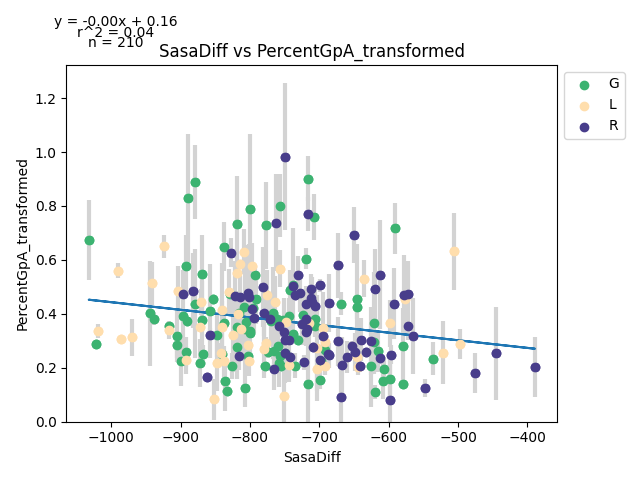 y = -0.00x + 0.16
r^2 = 0.04
n = 210
SasaDiff vs PercentGpA_transformed
G
L
R
PercentGpA_transformed
1.2
1.0
0.8
0.6
0.4
0.2
0.0
−1000 −900 −800 −700 −600 −500 −400
SasaDiff